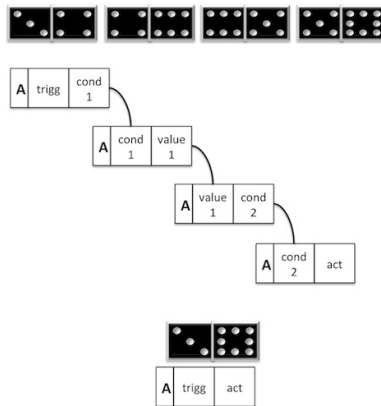 A trigg cond
1
A cond value
1 1
A value cond
1 2
A cond act
2
A trigg act